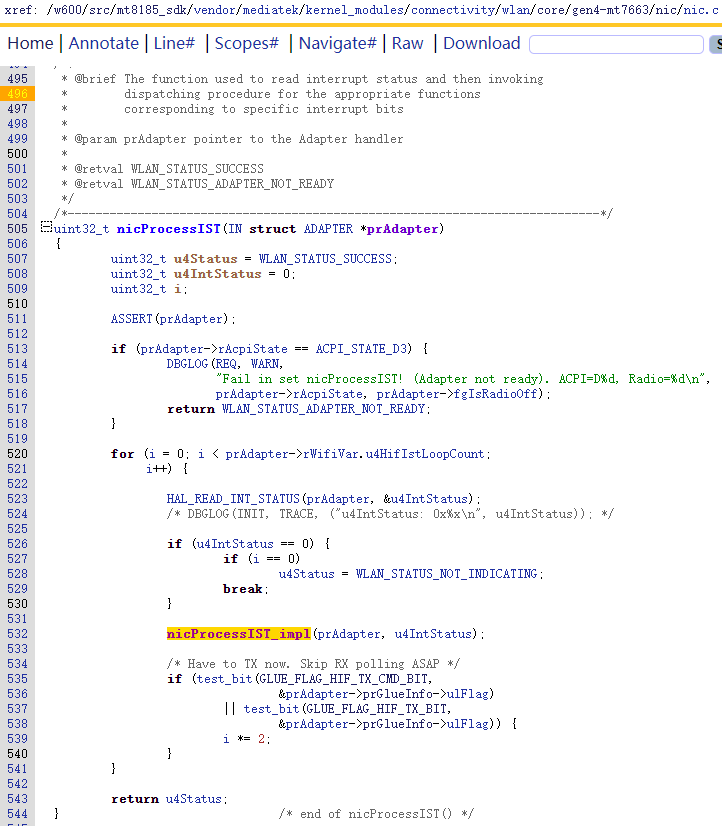 xref: /w600/src/mt8185_sdk/vendor/mediatek/kernel_modules/connectivity/wlan/core/gen4-mt7663/nic/nic.c
Home | Annotate | Line# | Scopes# | Navigate# | Raw | Download
495  * @brief The function used to read interrupt status and then invoking
496  *        dispatching procedure for the appropriate functions
497  *        corresponding to specific interrupt bits
498  *
499  * @param prAdapter pointer to the Adapter handler
500  *
501  * @retval WLAN_STATUS_SUCCESS
502  * @retval WLAN_STATUS_ADAPTER_NOT_READY
503  */
504 /*----------------------------------------------------------------------------*/
505 uint32_t nicProcessIST(IN struct ADAPTER *prAdapter)
506 {
507         uint32_t u4Status = WLAN_STATUS_SUCCESS;
508         uint32_t u4IntStatus = 0;
509         uint32_t i;
510
511         ASSERT(prAdapter);
512
513         if (prAdapter->rAcpiState == ACPI_STATE_D3) {
514                 DBGLOG(REQ, WARN,
515                        "Fail in set nicProcessIST! (Adapter not ready). ACPI=D%d, Radio=%d\n",
516                        prAdapter->rAcpiState, prAdapter->fgIsRadioOff);
517                 return WLAN_STATUS_ADAPTER_NOT_READY;
518         }
519
520         for (i = 0; i < prAdapter->rWifiVar.u4HifIstLoopCount;
521              i++) {
522
523                 HAL_READ_INT_STATUS(prAdapter, &u4IntStatus);
524                 /* DBGLOG(INIT, TRACE, ("u4IntStatus: 0x%x\n", u4IntStatus)); */
525
526                 if (u4IntStatus == 0) {
527                         if (i == 0)
528                                 u4Status = WLAN_STATUS_NOT_INDICATING;
529                         break;
530                 }
531
532                 nicProcessIST_impl(prAdapter, u4IntStatus);
533
534                 /* Have to TX now. Skip RX polling ASAP */
535                 if (test_bit(GLUE_FLAG_HIF_TX_CMD_BIT,
536                                 &prAdapter->prGlueInfo->ulFlag)
537                         || test_bit(GLUE_FLAG_HIF_TX_BIT,
538                                 &prAdapter->prGlueInfo->ulFlag)) {
539                         i *= 2;
540                 }
541         }
542
543         return u4Status;
544 }                               /* end of nicProcessIST() */